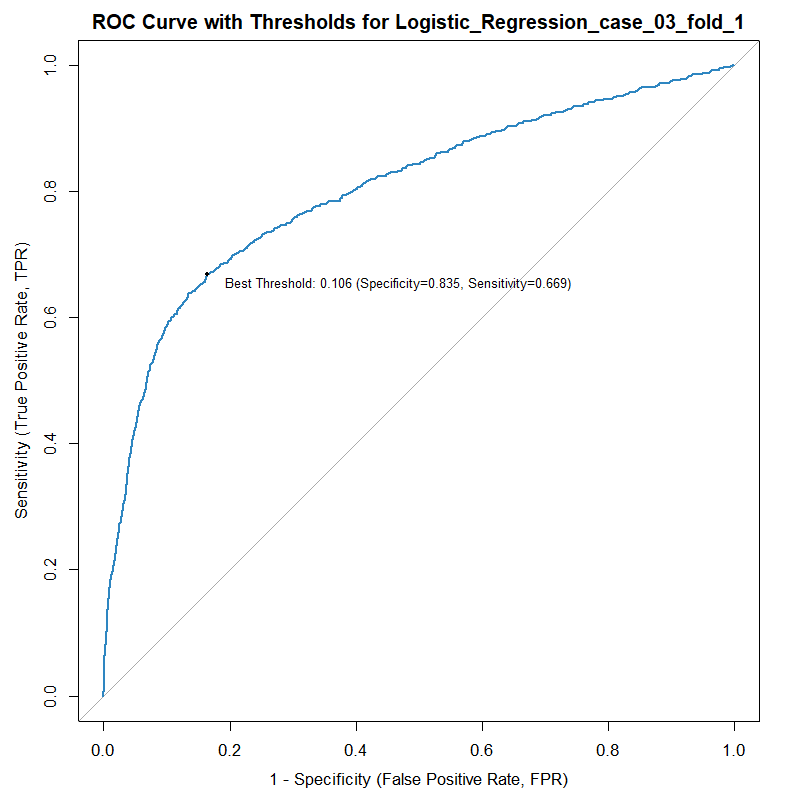 ROC Curve with Thresholds for Logistic_Regression_case_03_fold_1
Sensitivity (True Positive Rate, TPR)
1.0
0.8
0.6
0.4
0.2
0.0
Best Threshold: 0.106 (Specificity=0.835, Sensitivity=0.669)
0.0 0.2 0.4 0.6 0.8 1.0
1 - Specificity (False Positive Rate, FPR)